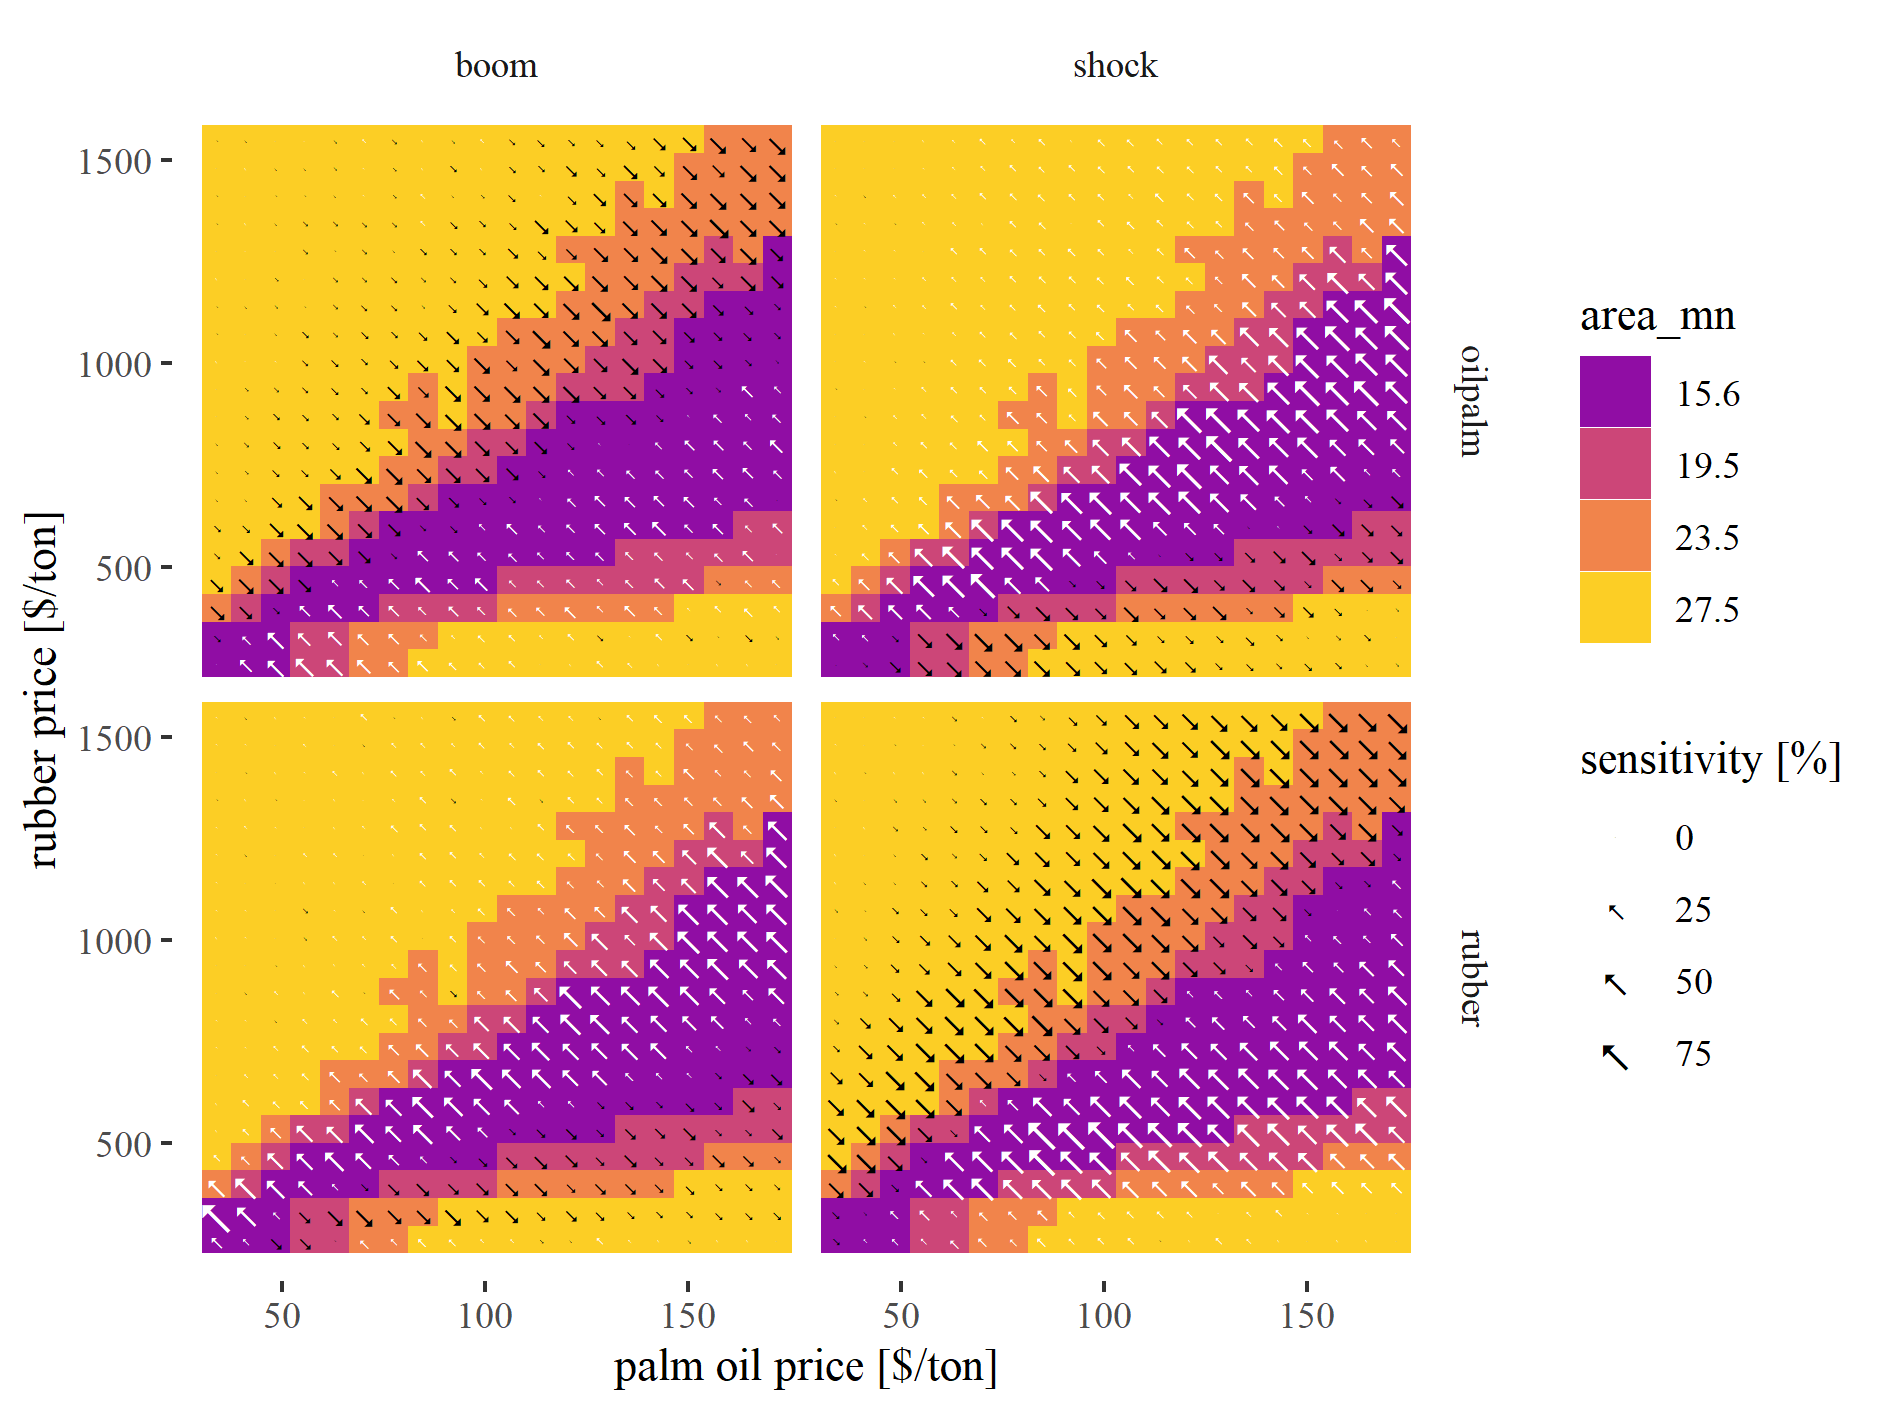 boom
shock
1500
1000
500
oilpalm
1500
1000
500
rubber
rubber price [$/ton]
50
100
150
50
100
150
palm oil price [$/ton]
area_mn
15.6
19.5
23.5
27.5
sensitivity [%]
0
25
50
75